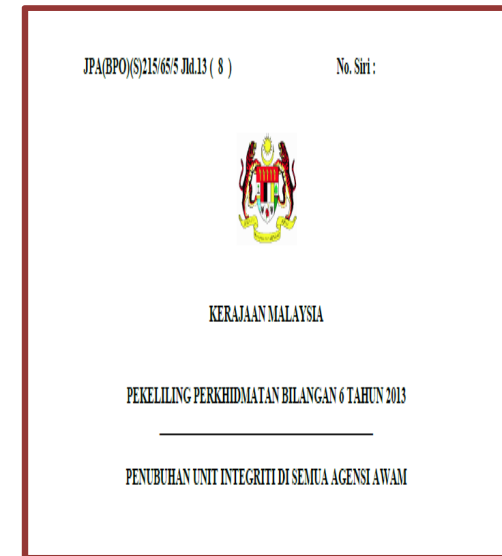 JPA(BPO)(S)215/65/5 Jld.13 ( 8 ) No. Siri :
KERAJAAN MALAYSIA
PEKELILING PERKHIDMATAN BILANGAN 6 TAHUN 2013
PENUBUHAN UNIT INTEGRITI DI SEMUA AGENSI AWAM